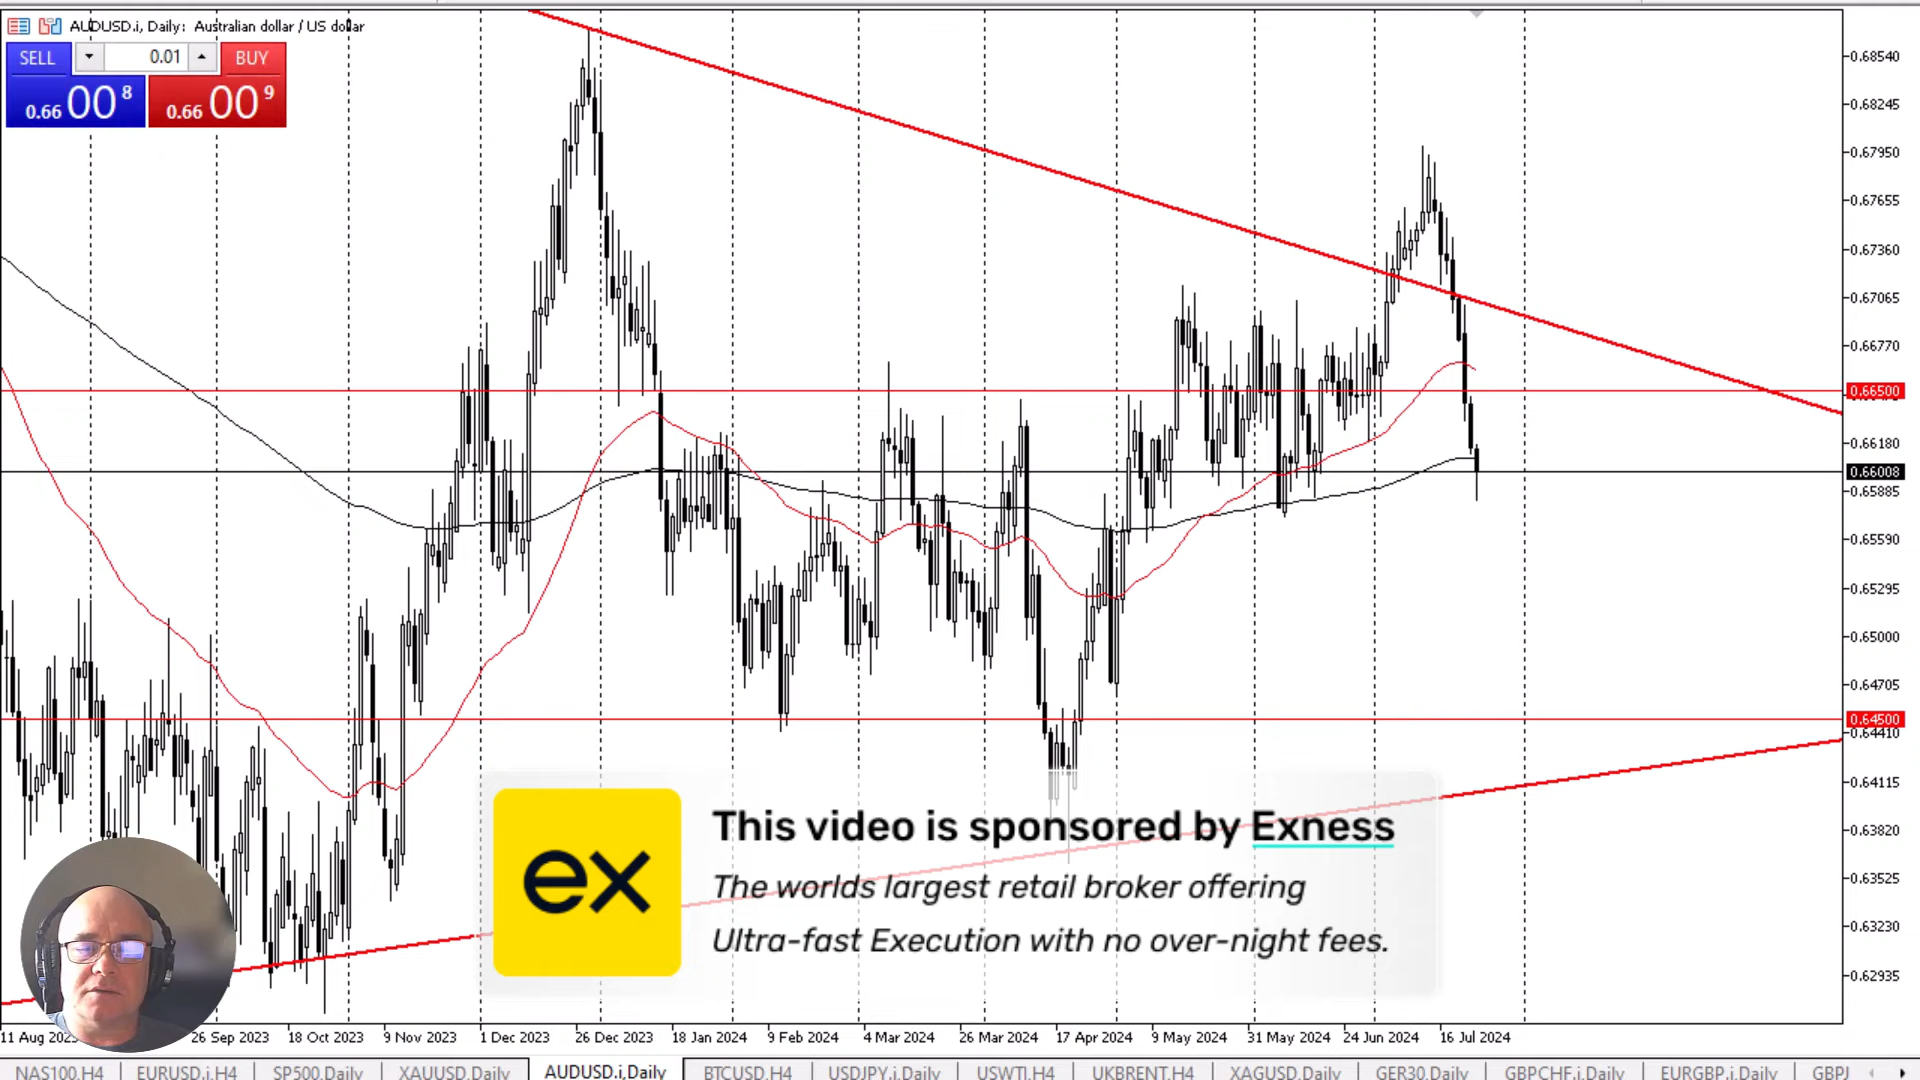 AUDUSD.i, Daily: Australian dollar / US dollar
SELL 0.01 BUY
0.66 00 8 0.66 00 9
0.68540
0.68245
0.67950
0.67655
0.67360
0.67065
0.66770
0.66500
0.66180
0.66008
0.65885
0.65590
0.65295
0.65000
0.64705
0.64500
0.64410
0.64115
0.63820
0.63525
0.63230
0.62935
ex
This video is sponsored by Exness
The worlds largest retail broker offering
Ultra-fast Execution with no over-night fees.
11 Aug 26 Sep 2023 18 Oct 2023 9 Nov 2023 1 Dec 2023 26 Dec 2023 18 Jan 2024 9 Feb 2024 4 Mar 2024 26 Mar 2024 17 Apr 2024 9 May 2024 31 May 2024 24 Jun 2024 16 Jul 2024
NAS100,H4 EURUSD.i,H4 SP500,Daily XAUUSD,Daily AUDUSD.i,Daily BTCUSD,H4 USDJPY.i,Daily USWTI,H4 UKBRENT,H4 XAGUSD,Daily GER30,Daily GBPCHF.i,Daily EURGBP.i,Daily GBPJ